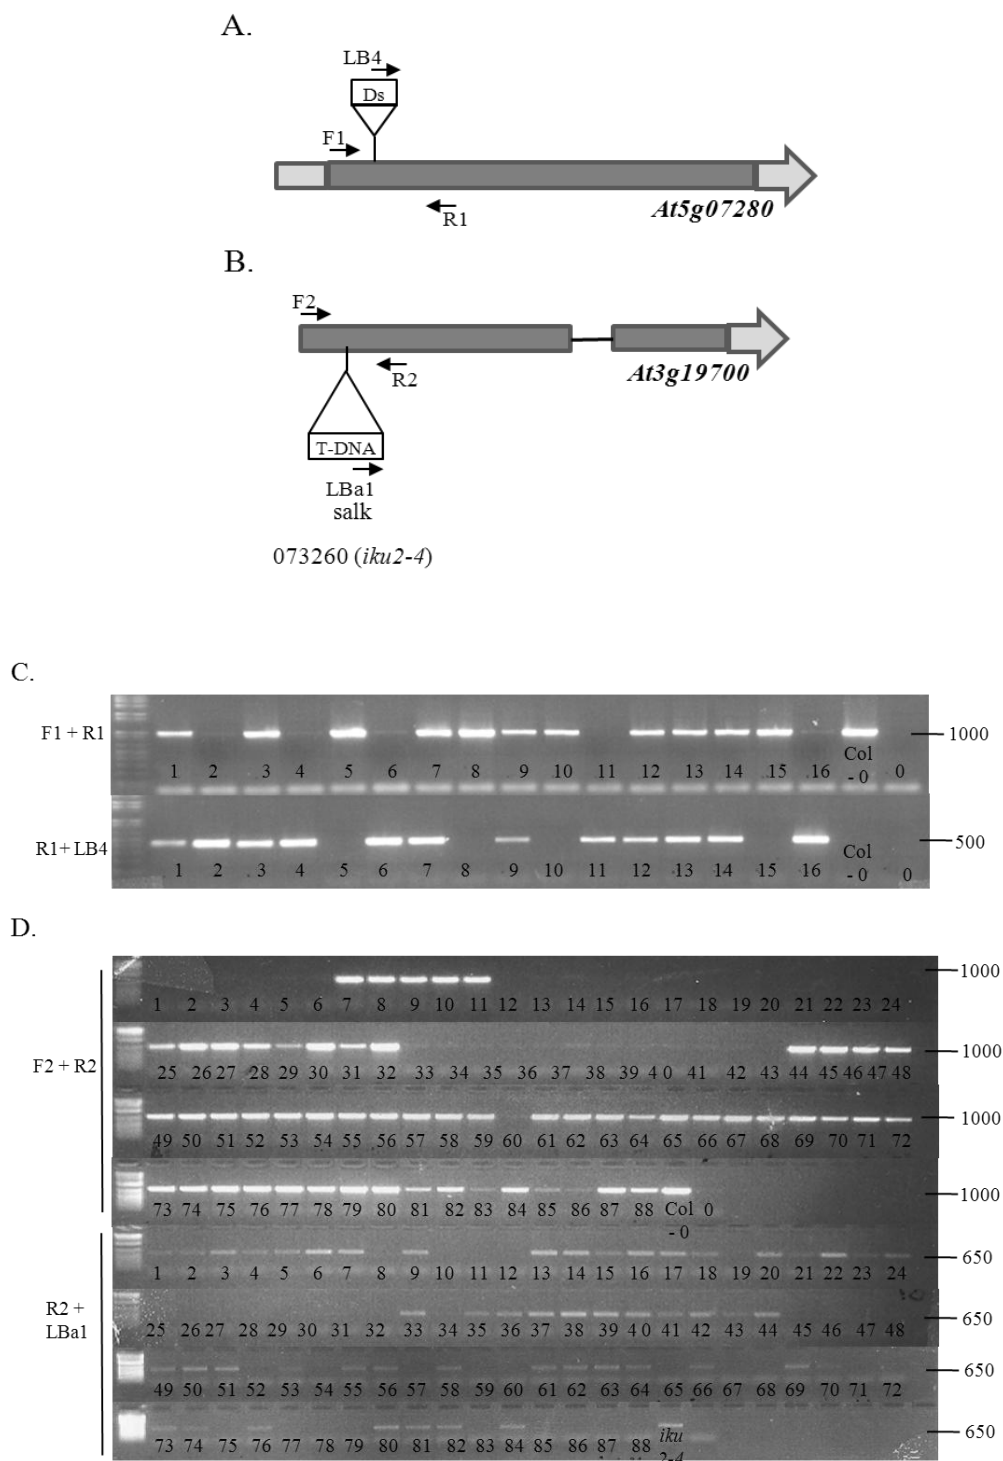 A.
LB4
Ds
F1
R1
At5g07280
B.
F2
R2
At3g19700
T-DNA
LBa1
salk
073260 (iku2-4)
C.
F1 + R1
1 2 3 4 5 6 7 8 9 10 11 12 13 14 15 16 Col - 0 0
1000
R1+LB4
1 2 3 4 5 6 7 8 9 10 11 12 13 14 15 16 Col - 0 0
500
D.
F2 + R2
1 2 3 4 5 6 7 8 9 10 11 12 13 14 15 16 17 18 19 20 21 22 23 24
1000
25 26 27 28 29 30 31 32 33 34 35 36 37 38 39 40 41 42 43 44 45 46 47 48
1000
49 50 51 52 53 54 55 56 57 58 59 60 61 62 63 64 65 66 67 68 69 70 71 72
1000
73 74 75 76 77 78 79 80 81 82 83 84 85 86 87 88 Col - 0 0
1000
R2 +
LBa1
1 2 3 4 5 6 7 8 9 10 11 12 13 14 15 16 17 18 19 20 21 22 23 24
650
25 26 27 28 29 30 31 32 33 34 35 36 37 38 39 40 41 42 43 44 45 46 47 48
650
49 50 51 52 53 54 55 56 57 58 59 60 61 62 63 64 65 66 67 68 69 70 71 72
650
73 74 75 76 77 78 79 80 81 82 83 84 85 86 87 88 iku 2-4
650